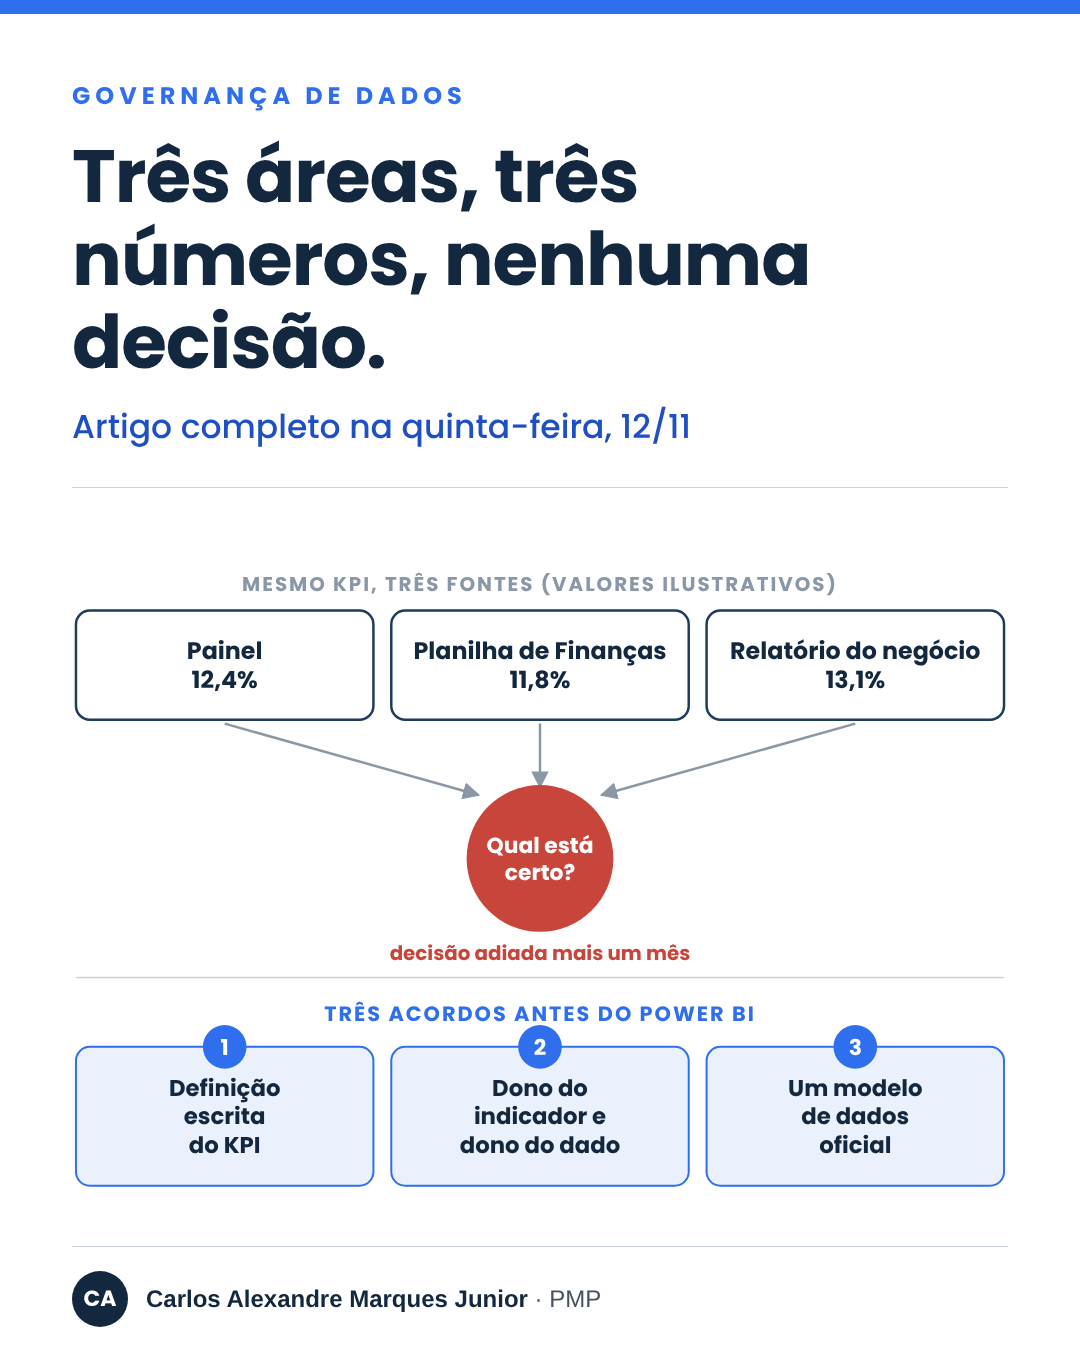 GOVERNANÇA DE DADOS
Três áreas, três
números, nenhuma
decisão.
Artigo completo na quinta-feira, 12/11
MESMO KPI, TRÊS FONTES (VALORES ILUSTRATIVOS)
Painel
12,4%
Planilha de Finanças
11,8%
Relatório do negócio
13,1%
Qual está
certo?
decisão adiada mais um mês
TRÊS ACORDOS ANTES DO POWER BI
1
Definição
escrita
do KPI
2
Dono do
indicador e
dono do dado
3
Um modelo
de dados
oficial
CA
Carlos Alexandre Marques Junior · PMP